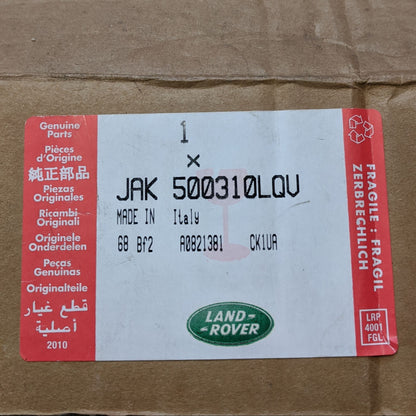 Genuine
Parts
Pièces
d'Origine
純正部品
Piezas
Originales
Ricambi
Originali
Originele
Onderdelen
Peças
Genuinas
Originalteile
قطع غيار
أصلية
2010
1
x
JAK 500310LQV
MADE IN Italy
6B Bf2 A0821381 CK1UA
LAND-
-ROVER
FRAGILE : FRAGIL
ZERBRECHLICH
LRP
4001
FGL